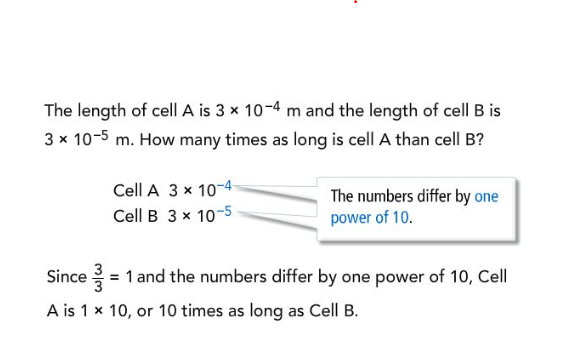 The length of cell A is 3 × 10⁻⁴ m and the length of cell B is
3 × 10⁻⁵ m. How many times as long is cell A than cell B?
Cell A 3 × 10⁻⁴
Cell B 3 × 10⁻⁵
The numbers differ by one
power of 10.
Since 3/3 = 1 and the numbers differ by one power of 10, Cell
A is 1 × 10, or 10 times as long as Cell B.